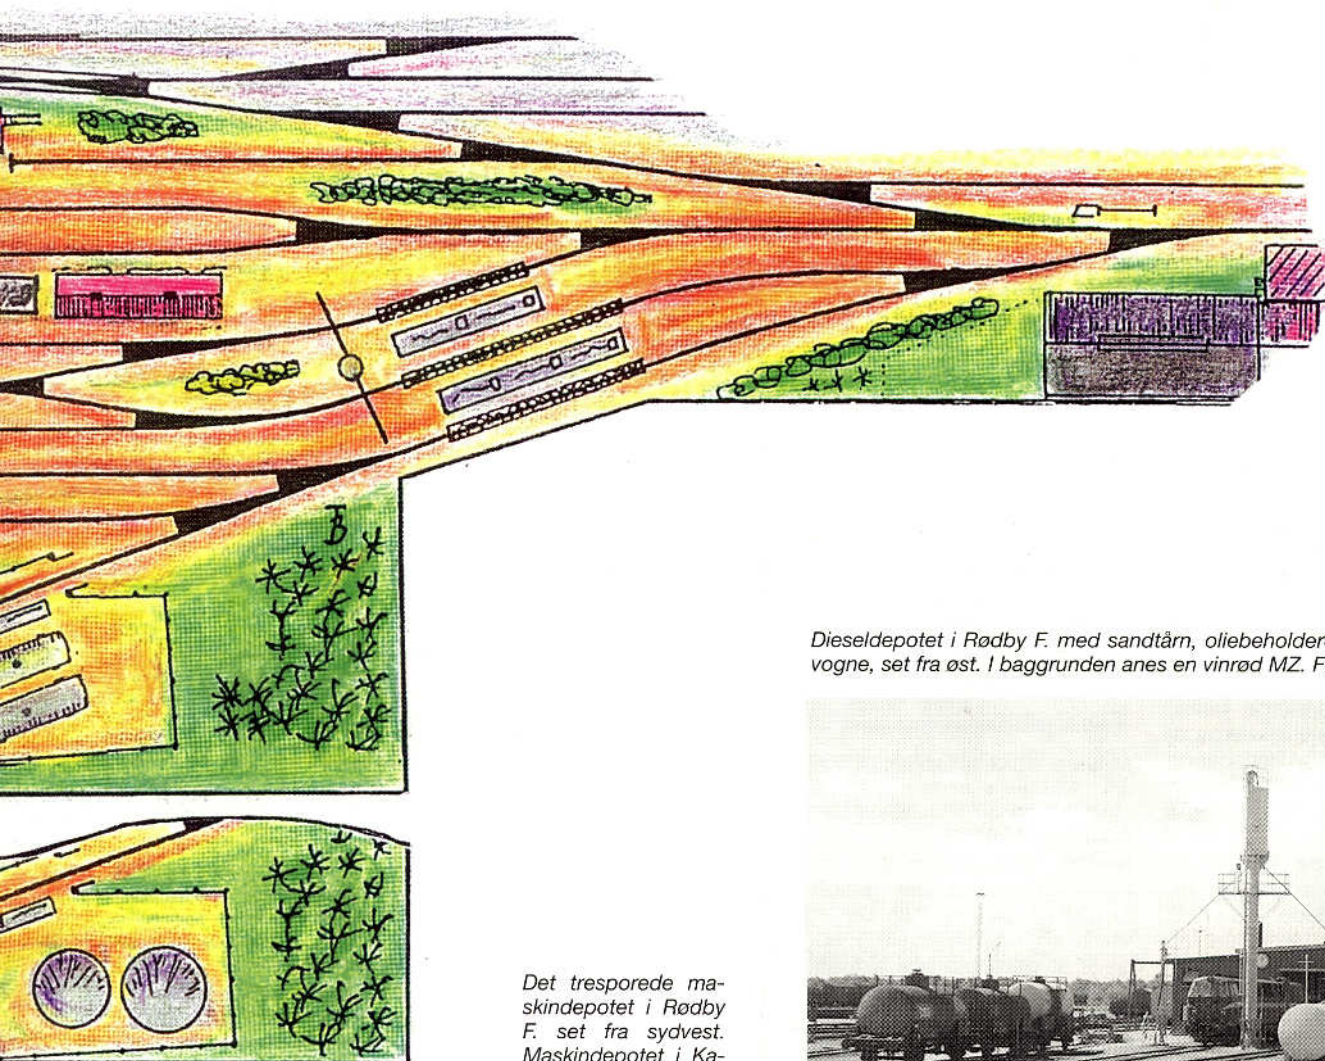 Dieseldepotet i Rødby F. med sandtårn, oliebeholder
vogne, set fra øst. I baggrunden anes en vinrød MZ. F
Det tresporede ma-
skindepotet i Rødby
F. set fra sydvest.
Maskindepotet i Ka-